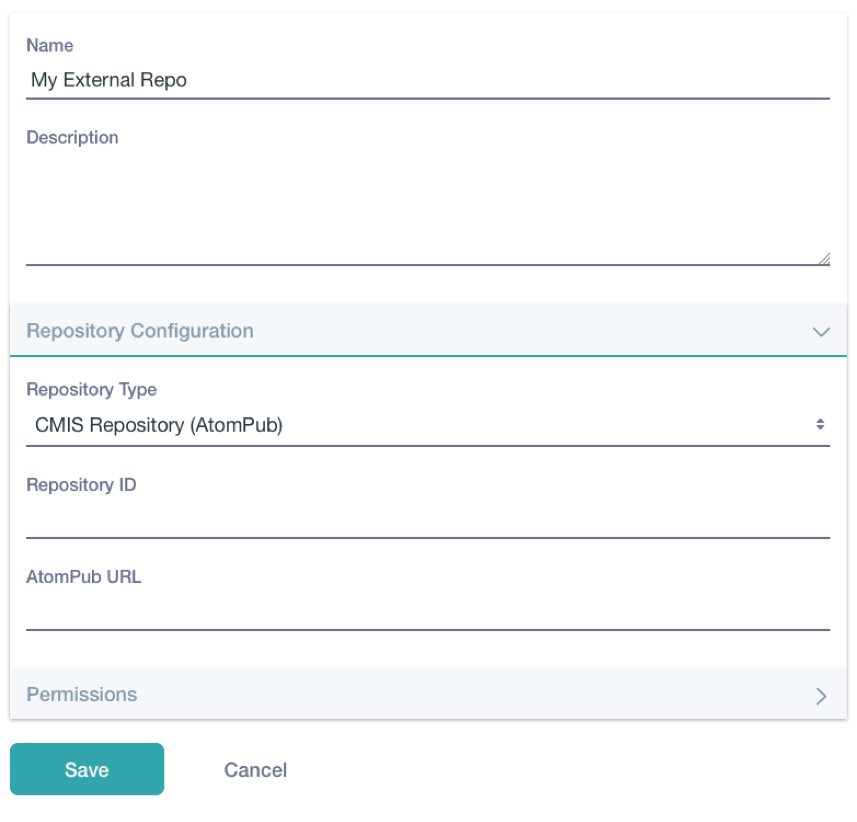 Name
My External Repo
Description
Repository Configuration
Repository Type
CMIS Repository (AtomPub)
Repository ID
AtomPub URL
Permissions
Save
Cancel